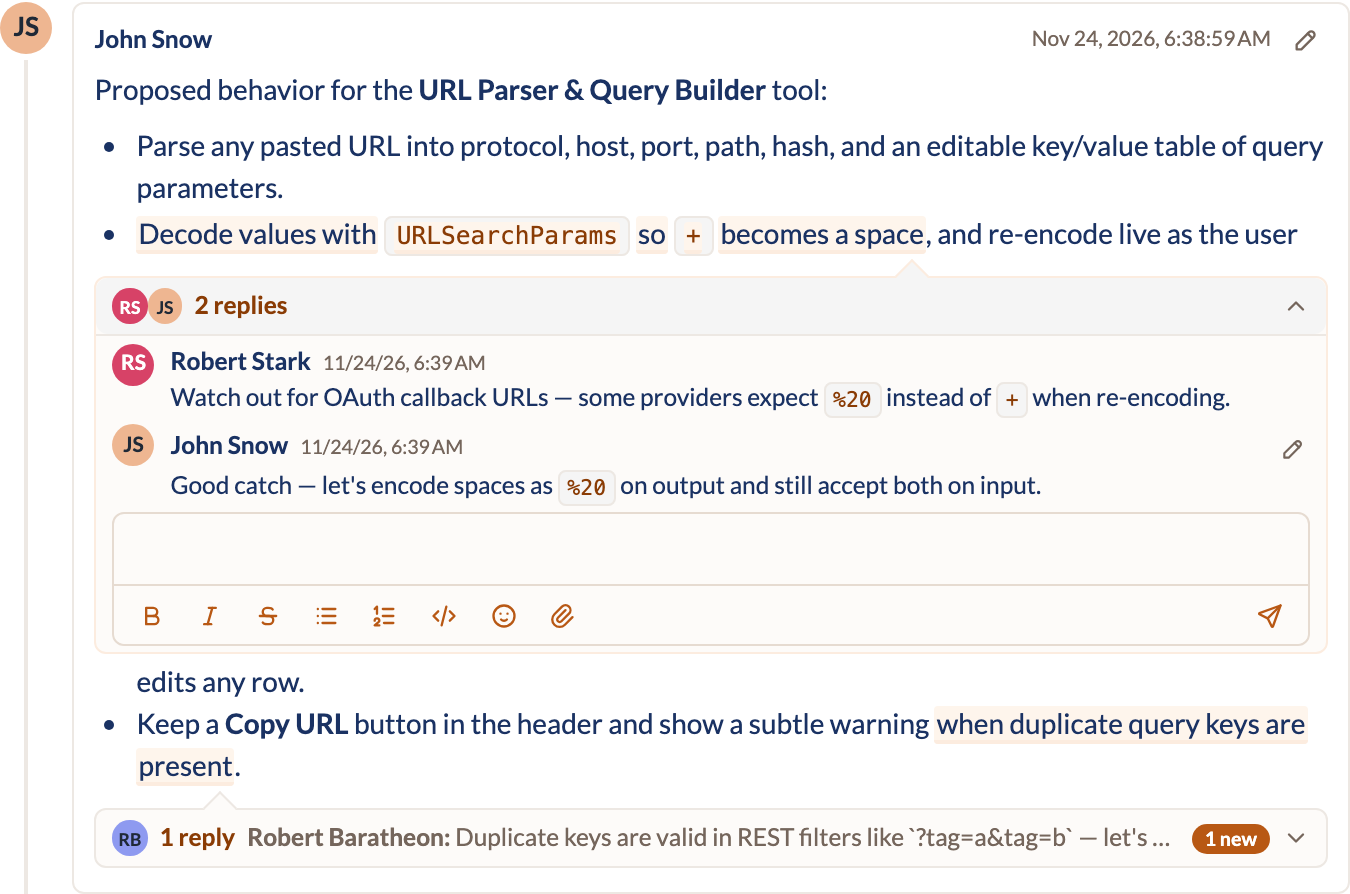 JS
John Snow
Nov 24, 2026, 6:38:59 AM
Proposed behavior for the URL Parser & Query Builder tool:
• Parse any pasted URL into protocol, host, port, path, hash, and an editable key/value table of query
parameters.
• Decode values with URLSearchParams so + becomes a space, and re-encode live as the user
RS JS 2 replies
RS Robert Stark 11/24/26, 6:39 AM
Watch out for OAuth callback URLs — some providers expect %20 instead of + when re-encoding.
JS John Snow 11/24/26, 6:39 AM
Good catch — let's encode spaces as %20 on output and still accept both on input.
edits any row.
• Keep a Copy URL button in the header and show a subtle warning when duplicate query keys are
present.
RB 1 reply Robert Baratheon: Duplicate keys are valid in REST filters like `?tag=a&tag=b` — let's ... 1 new